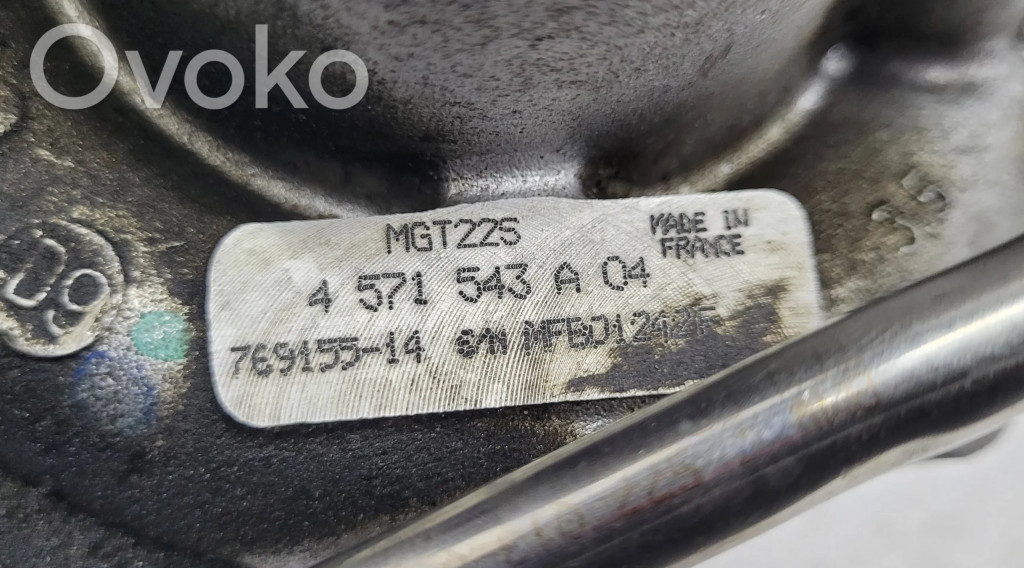 Ovoko
MGT22S
MADE IN
FRANCE
4 571 543 A 04
769155-14 S/N